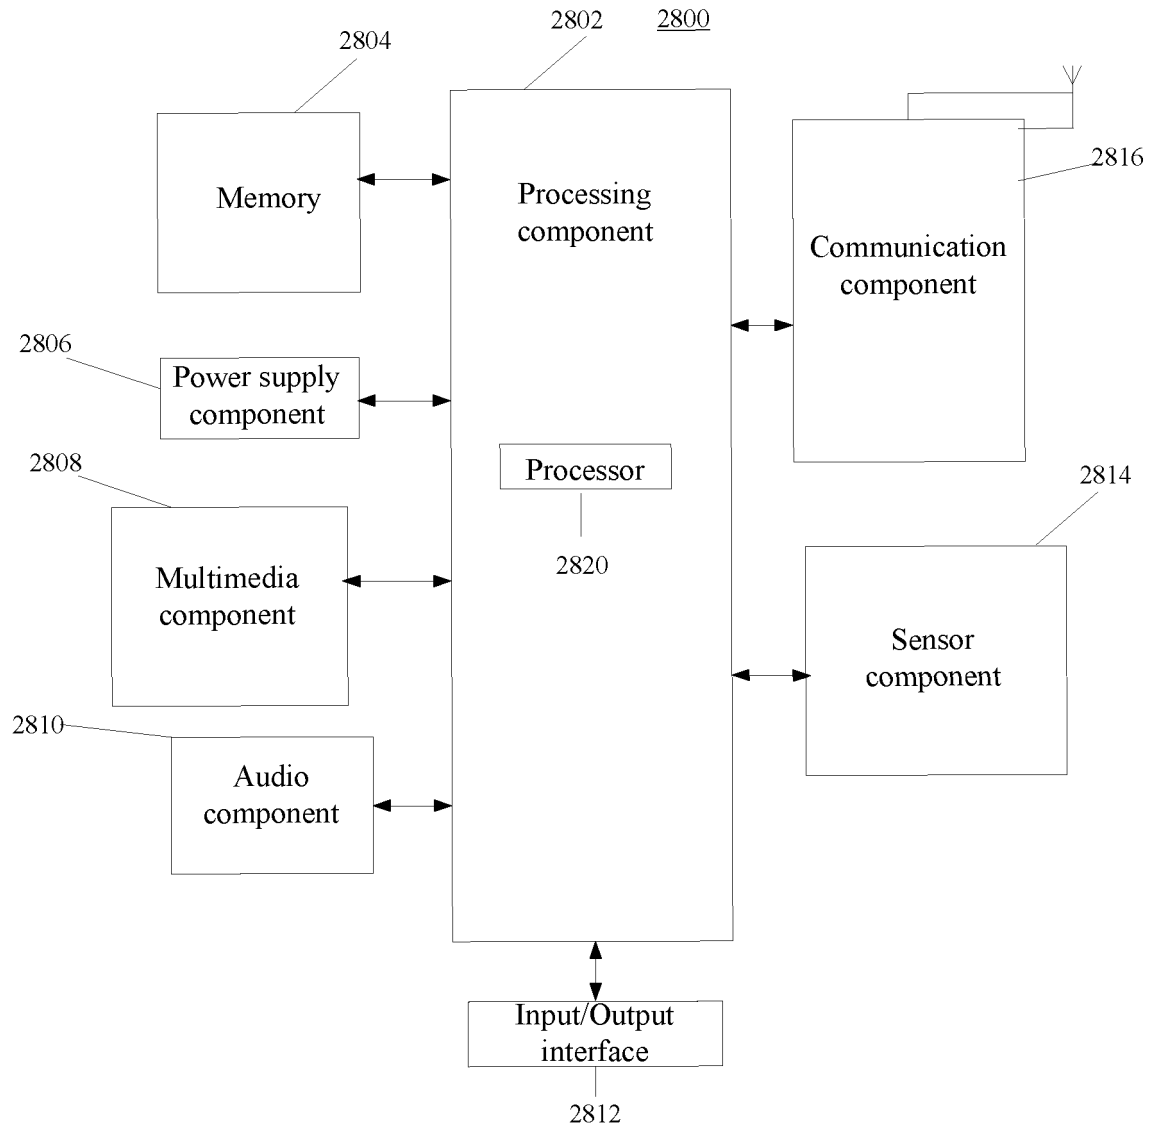 2802
2800
2804
2816
Memory
Processing
component
Communication
component
2806
Power supply
component
2808
Processor
2814
2820
Multimedia
component
Sensor
component
2810
Audio
component
Input/Output
interface
2812